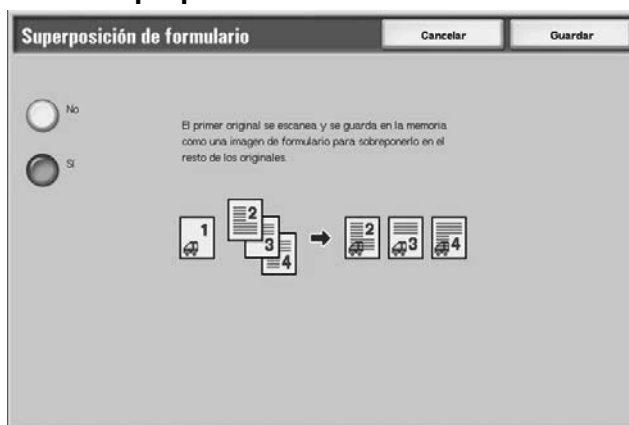 Superposición de formulario
Cancelar
Guardar
No
Sí
El primer original se escanea y se guarda en la memoria
como una imagen de formulario para sobreponerlo en el
resto de los originales.
1
2
3
4
2
3
4